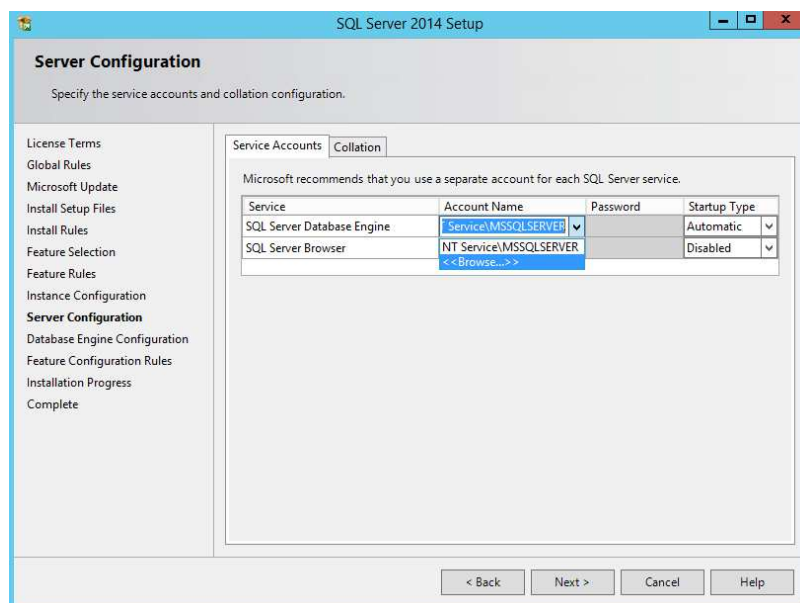 SQL Server 2014 Setup
Server Configuration
Specify the service accounts and collation configuration.
License Terms
Global Rules
Microsoft Update
Install Setup Files
Install Rules
Feature Selection
Feature Rules
Instance Configuration
Server Configuration
Database Engine Configuration
Feature Configuration Rules
Installation Progress
Complete
Service Accounts Collation
Microsoft recommends that you use a separate account for each SQL Server service.
Service Account Name Password Startup Type
SQL Server Database Engine Service\MSSQLSERVER Automatic
SQL Server Browser NT Service\MSSQLSERVER Disabled
<<Browse...>>
< Back Next > Cancel Help